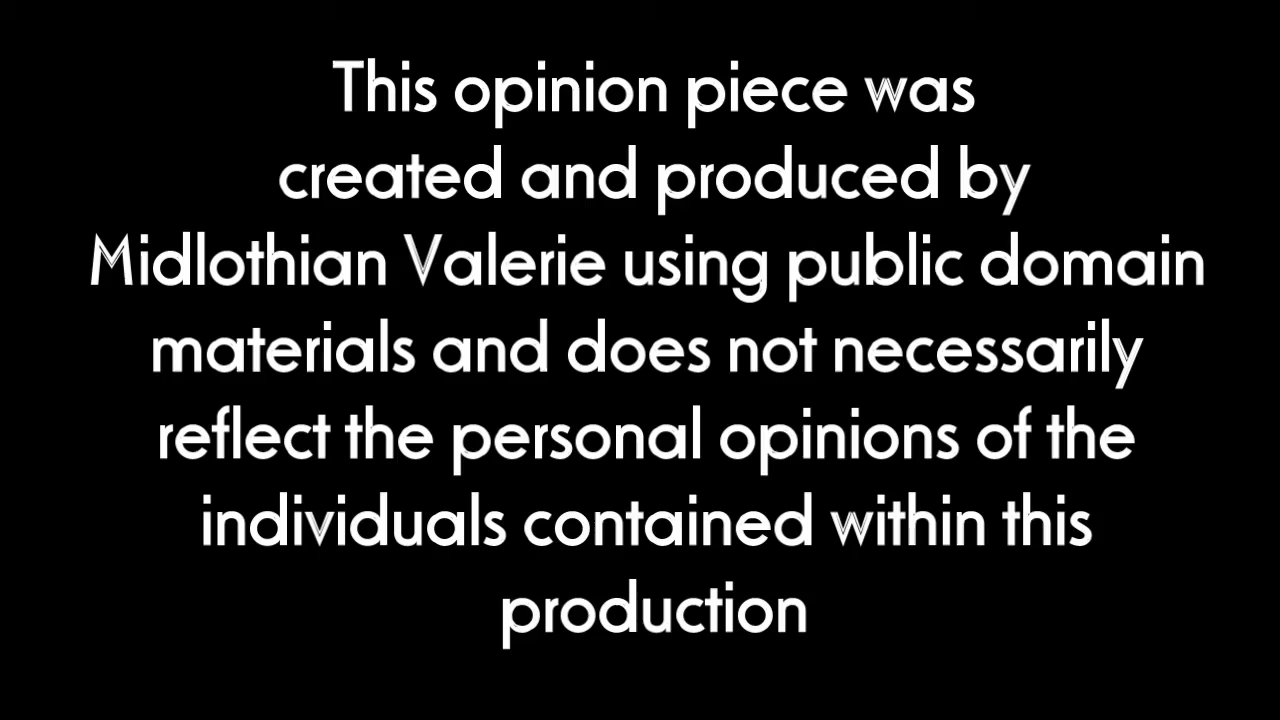 This opinion piece was
created and produced by
Midlothian Valerie using public domain
materials and does not necessarily
reflect the personal opinions of the
individuals contained within this
production